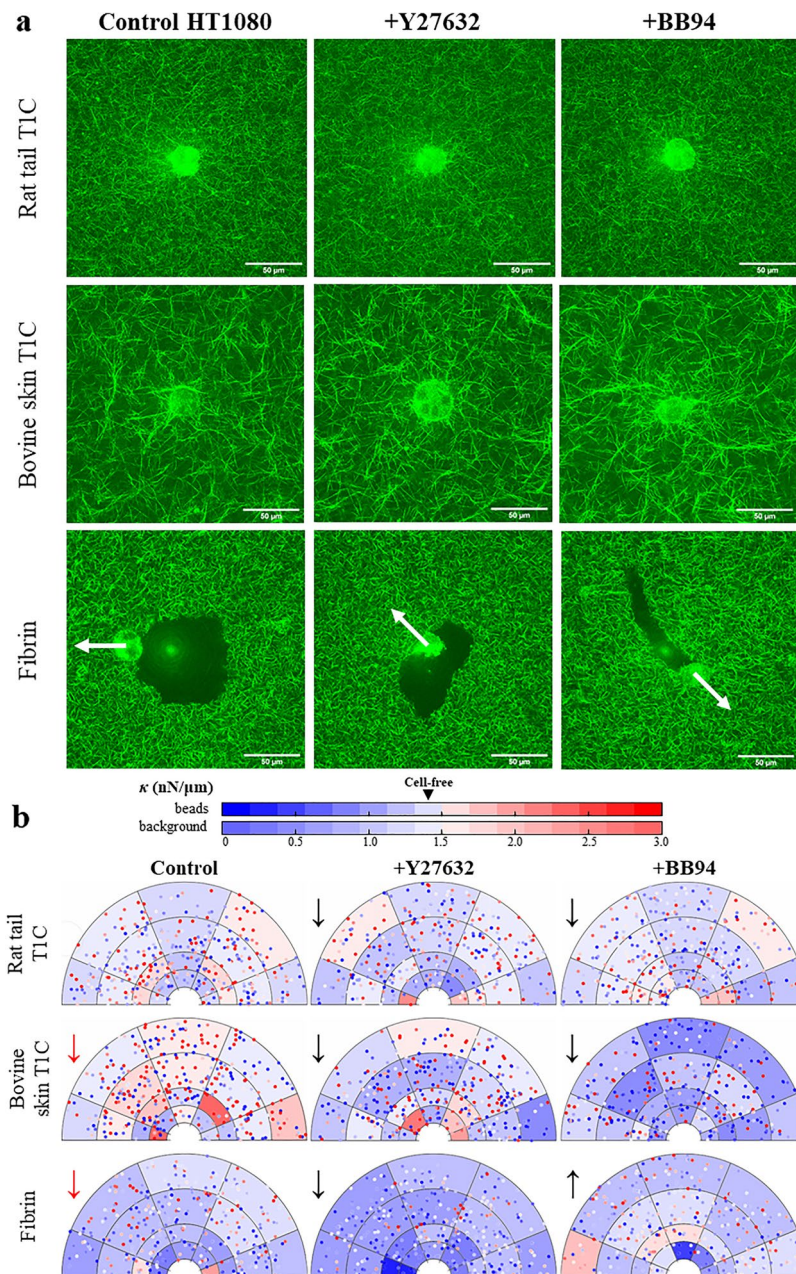 a
Control HT1080 +Y27632 +BB94
Rat tail T1C
50 µm 50 µm 50 µm
Bovine skin T1C
50 µm 50 µm 50 µm
Fibrin
50 µm 50 µm 50 µm
κ (nN/µm) Cell-free
b
beads
background
0 0.5 1.0 1.5 2.0 2.5 3.0
Control +Y27632 +BB94
Rat tail
T1C
Bovine
skin T1C
Fibrin